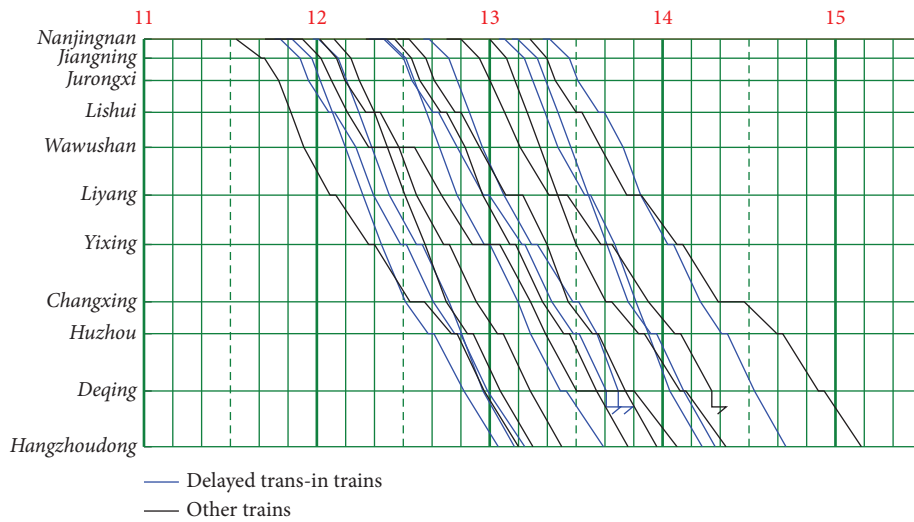 11 12 13 14 15
Nanjingnan
Jiangning
Jurongxi
Lishui
Wawushan
Liyang
Yixing
Changxing
Huzhou
Deqing
Hangzhoudong
Delayed trans-in trains
Other trains